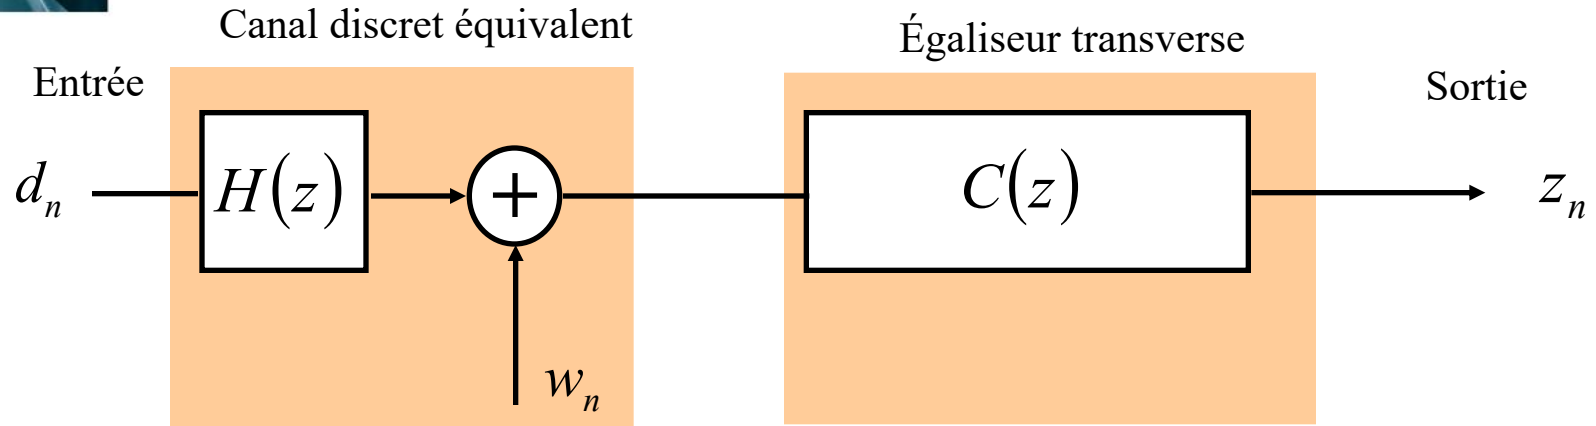 Canal discret équivalent
Égaliseur transverse
Entrée
Sortie
d_n
H(z)
+
C(z)
z_n
w_n